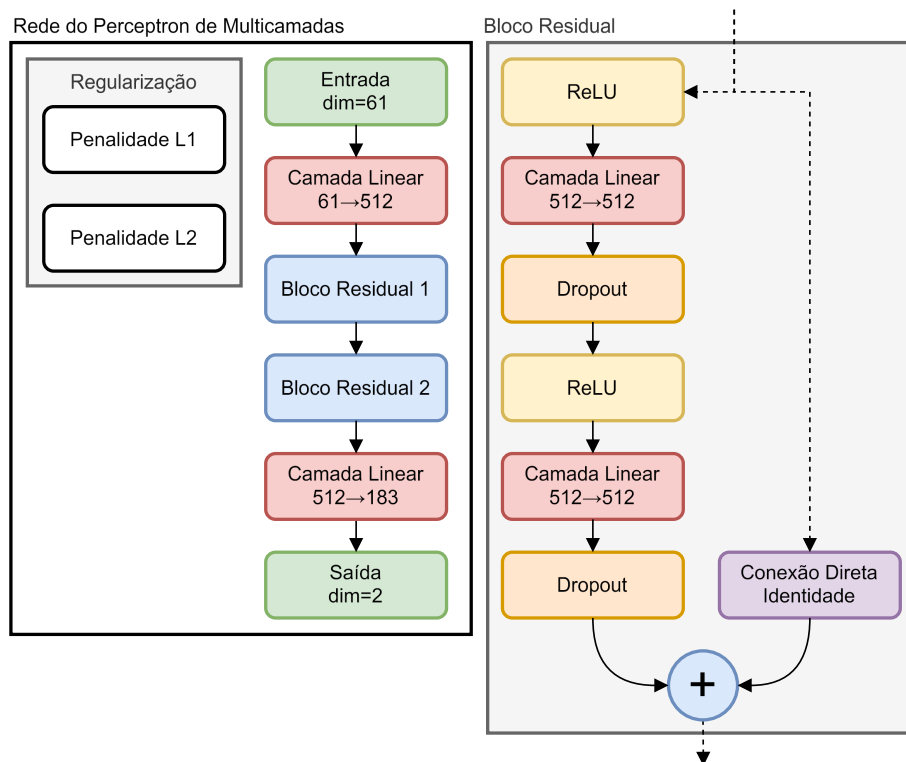 Rede do Perceptron de Multicamadas
Regularização
Penalidade L1
Penalidade L2
Entrada
dim=61
Camada Linear
61→512
Bloco Residual 1
Bloco Residual 2
Camada Linear
512→183
Saída
dim=2
Bloco Residual
ReLU
Camada Linear
512→512
Dropout
ReLU
Camada Linear
512→512
Dropout
Conexão Direta
Identidade
+